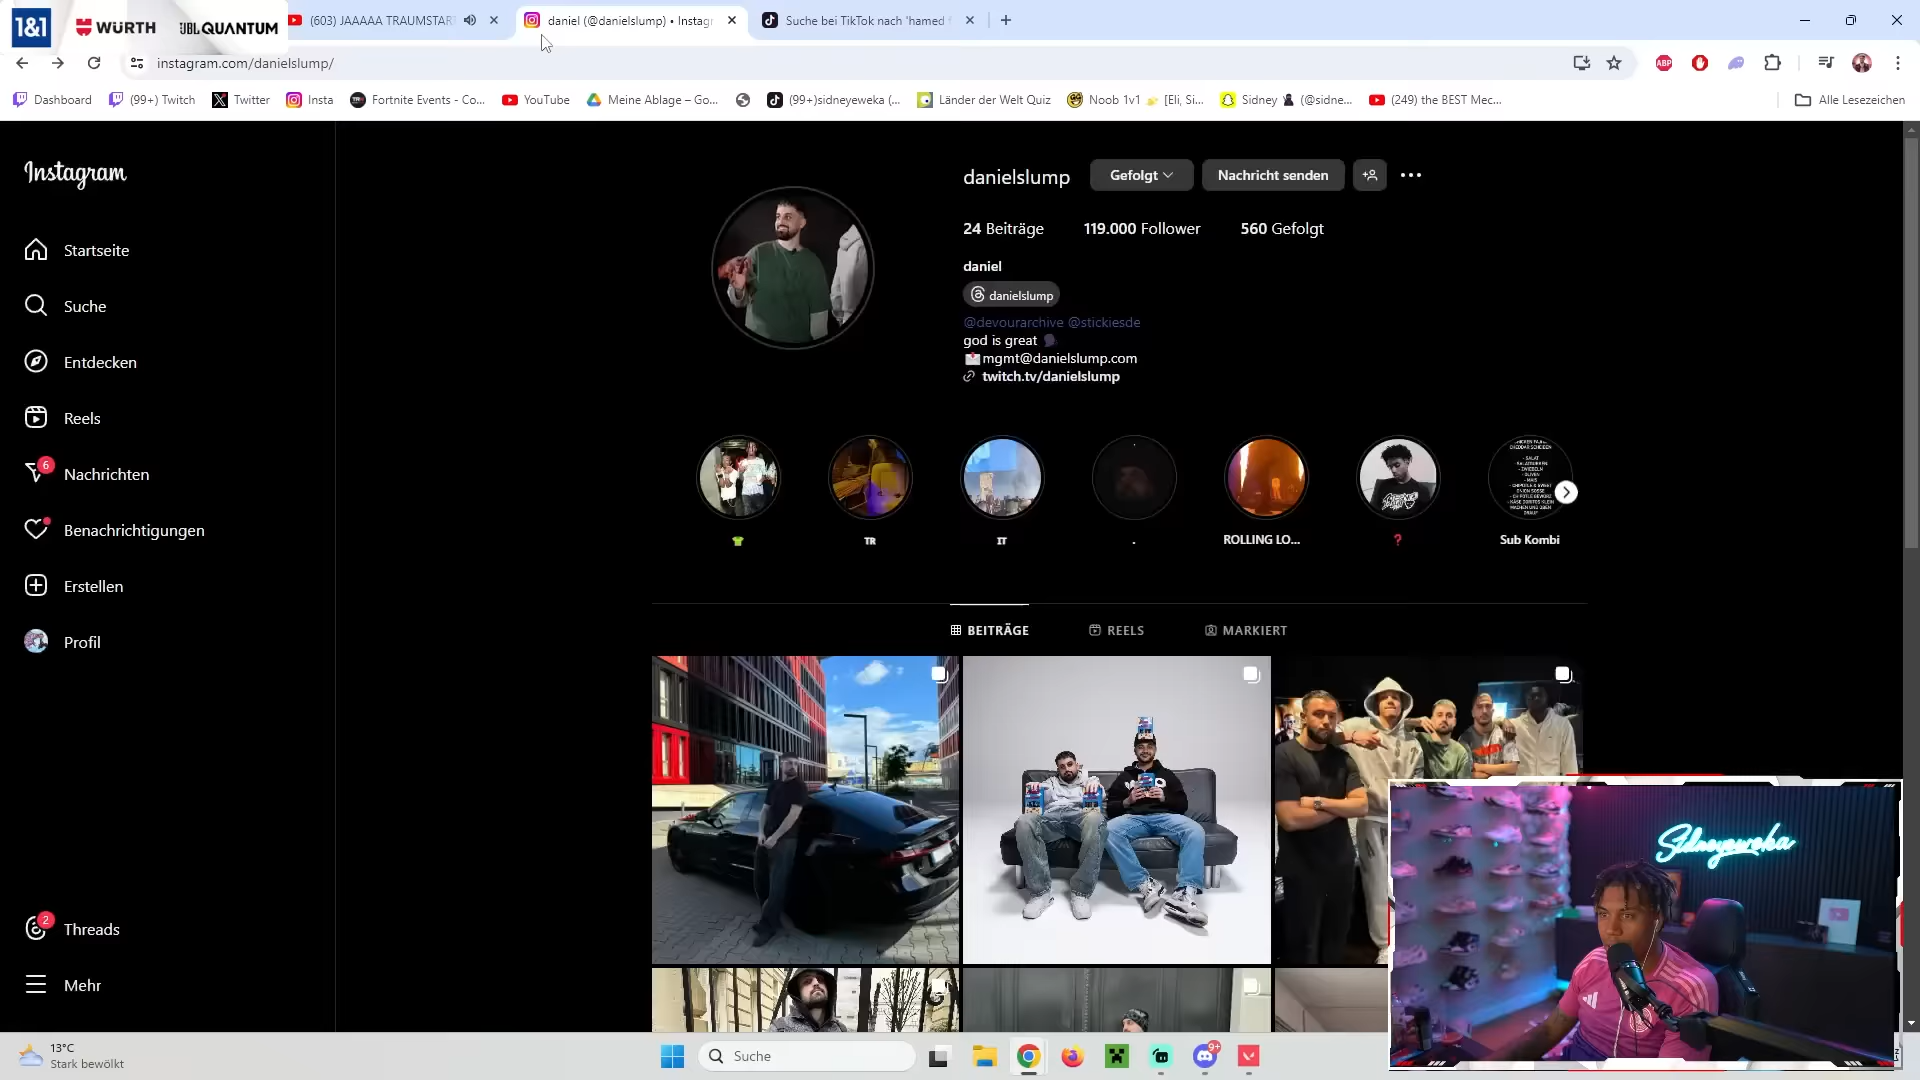 1&1 WÜRTH JBL QUANTUM (603) JAAAAA TRAUMSTAR daniel (@danielslump) • Instagr Suche bei TikTok nach 'hamed
instagram.com/danielslump/
ABP
Dashboard (99+) Twitch Twitter Insta Fortnite Events - Co... YouTube Meine Ablage – Go... (99+)sidneyeweka (... Länder der Welt Quiz Noob 1v1 [Eli, Si... Sidney (@sidne... (249) the BEST Mec... Alle Lesezeichen
Instagram
Startseite
Suche
Entdecken
Reels
6
Nachrichten
Benachrichtigungen
Erstellen
Profil
2
Threads
Mehr
danielslump Gefolgt Nachricht senden
24 Beiträge 119.000 Follower 560 Gefolgt
daniel
danielslump
@devourarchive @stickiesde
god is great
mgmt@danielslump.com
twitch.tv/danielslump
TR IT . ROLLING LO... ❓ Sub Kombi
BEITRÄGE REELS MARKIERT
Sidneyeweka
13°C
Stark bewölkt
Suche
9+